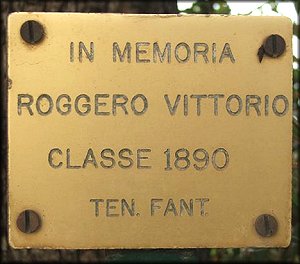 IN MEMORIA
ROGGERO VITTORIO
CLASSE 1890
TEN. FANT.